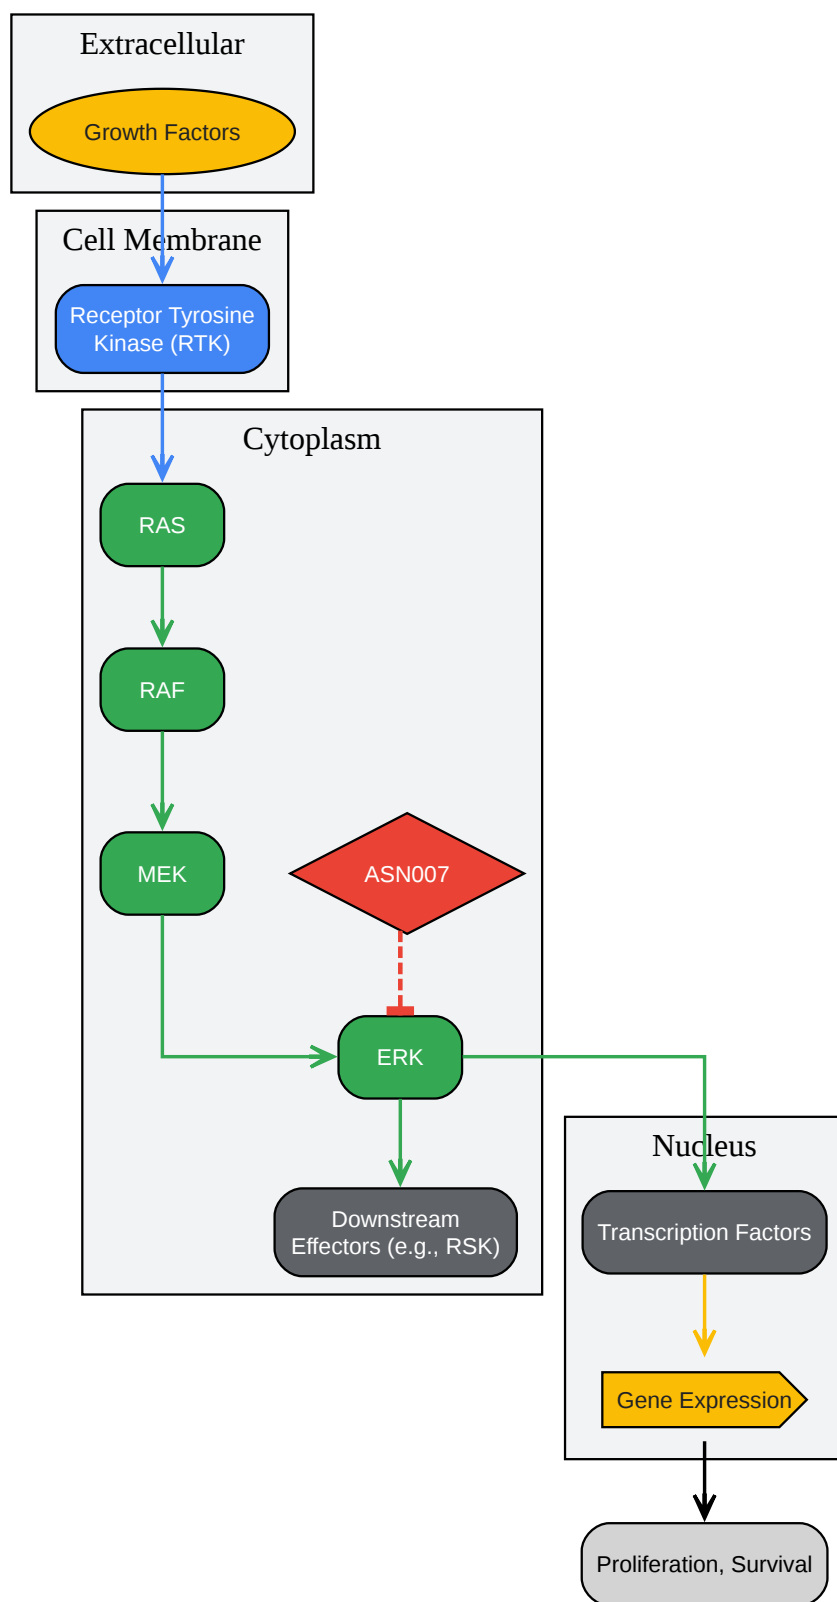 Extracellular
Growth Factors
Cell Membrane
Receptor Tyrosine
Kinase (RTK)
Cytoplasm
RAS
RAF
MEK
ASN007
ERK
Downstream
Effectors (e.g., RSK)
Nucleus
Transcription Factors
Gene Expression
Proliferation, Survival